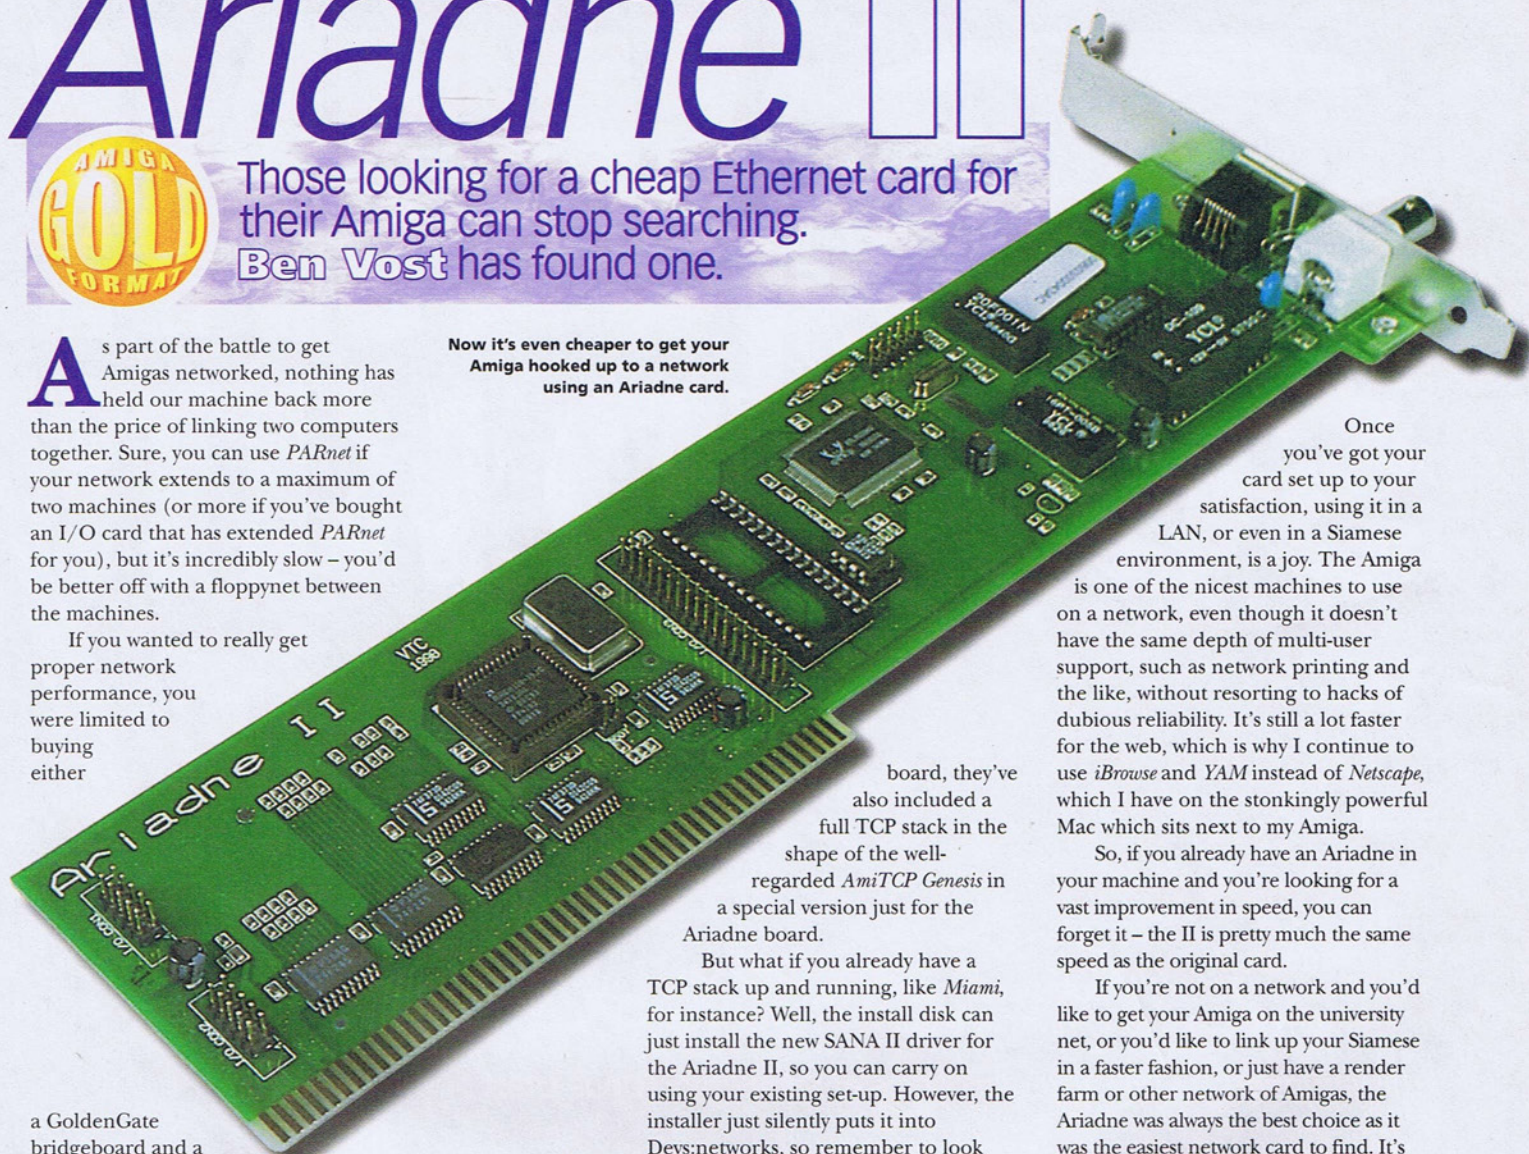 Ariadne II
AMIGA
GOLD
FORMAT
Those looking for a cheap Ethernet card for
their Amiga can stop searching.
Ben Vost has found one.
As part of the battle to get
Amigas networked, nothing has
held our machine back more
than the price of linking two computers
together. Sure, you can use PARnet if
your network extends to a maximum of
two machines (or more if you've bought
an I/O card that has extended PARnet
for you), but it's incredibly slow – you'd
be better off with a floppynet between
the machines.
If you wanted to really get
proper network
performance, you
were limited to
buying
either
a GoldenGate
bridgeboard and a
Now it's even cheaper to get your
Amiga hooked up to a network
using an Ariadne card.
Ariadne II
VTC
1998
20F001N
YCL
YCL
board, they've
also included a
full TCP stack in the
shape of the well-
regarded AmiTCP Genesis in
a special version just for the
Ariadne board.
But what if you already have a
TCP stack up and running, like Miami,
for instance? Well, the install disk can
just install the new SANA II driver for
the Ariadne II, so you can carry on
using your existing set-up. However, the
installer just silently puts it into
Devs:networks, so remember to look
Once
you've got your
card set up to your
satisfaction, using it in a
LAN, or even in a Siamese
environment, is a joy. The Amiga
is one of the nicest machines to use
on a network, even though it doesn't
have the same depth of multi-user
support, such as network printing and
the like, without resorting to hacks of
dubious reliability. It's still a lot faster
for the web, which is why I continue to
use iBrowse and YAM instead of Netscape,
which I have on the stonkingly powerful
Mac which sits next to my Amiga.
So, if you already have an Ariadne in
your machine and you're looking for a
vast improvement in speed, you can
forget it – the II is pretty much the same
speed as the original card.
If you're not on a network and you'd
like to get your Amiga on the university
net, or you'd like to link up your Siamese
in a faster fashion, or just have a render
farm or other network of Amigas, the
Ariadne was always the best choice as it
was the easiest network card to find. It's